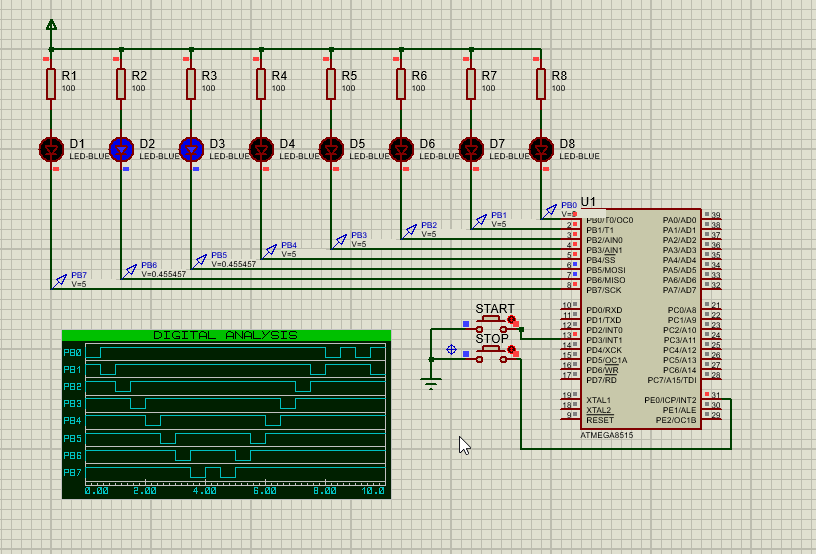 R1 R2 R3 R4 R5 R6 R7 R8
100 100 100 100 100 100 100 100
D1 D2 D3 D4 D5 D6 D7 D8
LED-BLUE LED-BLUE LED-BLUE LED-BLUE LED-BLUE LED-BLUE LED-BLUE LED-BLUE
PB0
V=5
PB1
V=5
PB2
V=5
PB3
V=5
PB4
V=5
PB5
V=0.455457
PB6
V=0.455457
PB7
V=5
U1
PB0/T0/OC0 PA0/AD0 39
2 PB1/T1 PA1/AD1 38
3 PB2/AIN0 PA2/AD2 37
4 PB3/AIN1 PA3/AD3 36
5 PB4/SS PA4/AD4 35
6 PB5/MOSI PA5/AD5 34
7 PB6/MISO PA6/AD6 33
8 PB7/SCK PA7/AD7 32
10 PD0/RXD PC0/A8 21
11 PD1/TXD PC1/A9 22
12 PD2/INT0 PC2/A10 23
13 PD3/INT1 PC3/A11 24
14 PD4/XCK PC4/A12 25
15 PD5/OC1A PC5/A13 26
16 PD6/WR PC6/A14 27
17 PD7/RD PC7/A15/TDI 28
19 XTAL1 PE0/ICP/INT2 31
18 XTAL2 PE1/ALE 30
9 RESET PE2/OC1B 29
ATMEGA8515
START
STOP
DIGITAL ANALYSIS
PB0
PB1
PB2
PB3
PB4
PB5
PB6
PB7
0.00 2.00 4.00 6.00 8.00 10.0